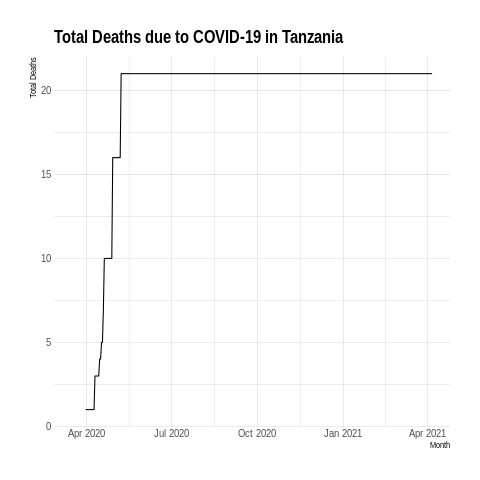 Total Deaths due to COVID-19 in Tanzania
Total Deaths
20
15
10
5
0
Apr 2020 Jul 2020 Oct 2020 Jan 2021 Apr 2021
Month